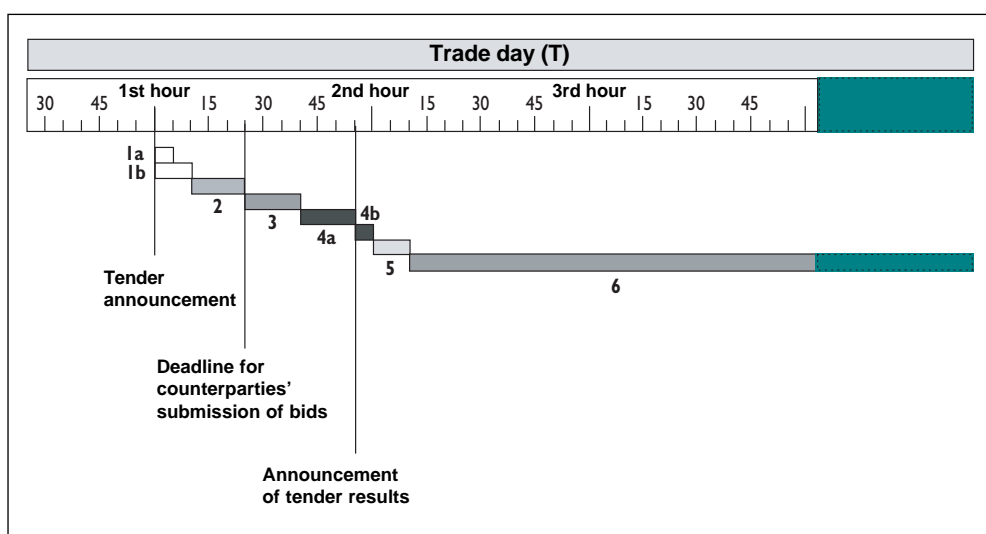 Trade day (T)
1st hour 2nd hour 3rd hour
30 45 15 30 45 15 30 45 15 30 45
1a
1b
2
3
4a
4b
5
6
Tender
announcement
Deadline for
counterparties’
submission of bids
Announcement
of tender results